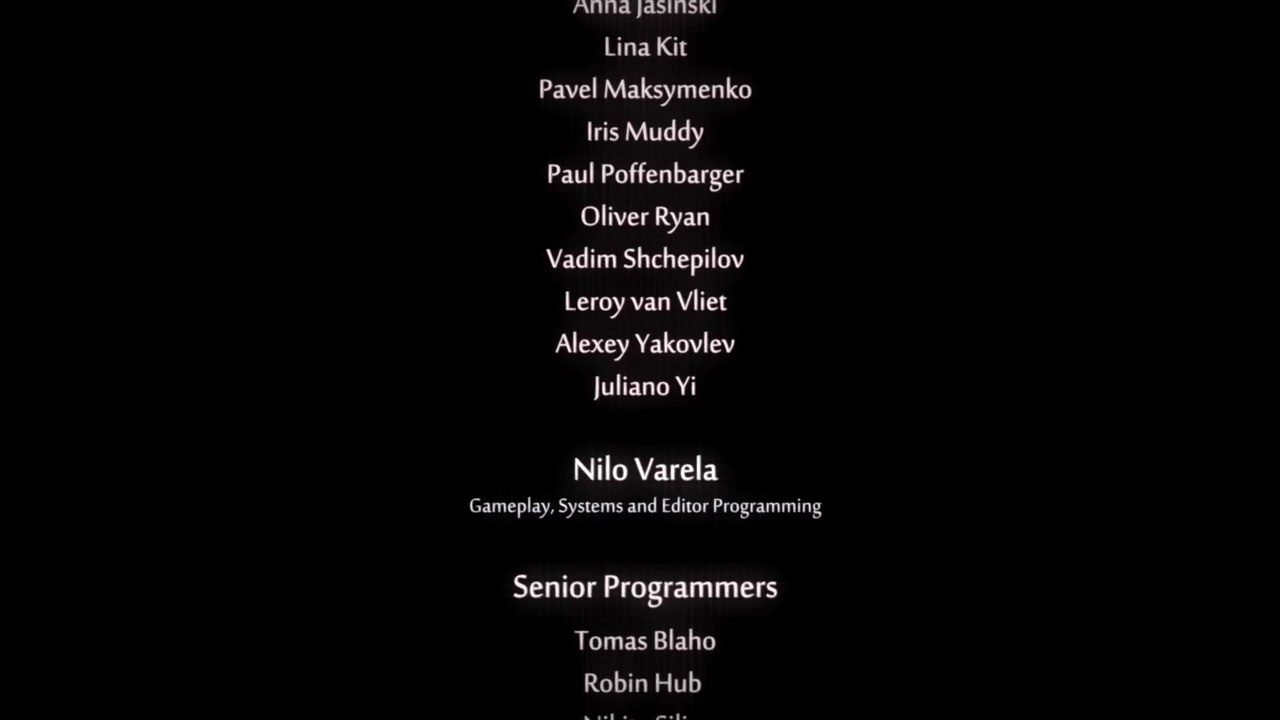 Anna Jasinski
Lina Kit
Pavel Maksymenko
Iris Muddy
Paul Poffenbarger
Oliver Ryan
Vadim Shchepilov
Leroy van Vliet
Alexey Yakovlev
Juliano Yi
Nilo Varela
Gameplay, Systems and Editor Programming
Senior Programmers
Tomas Blaho
Robin Hub